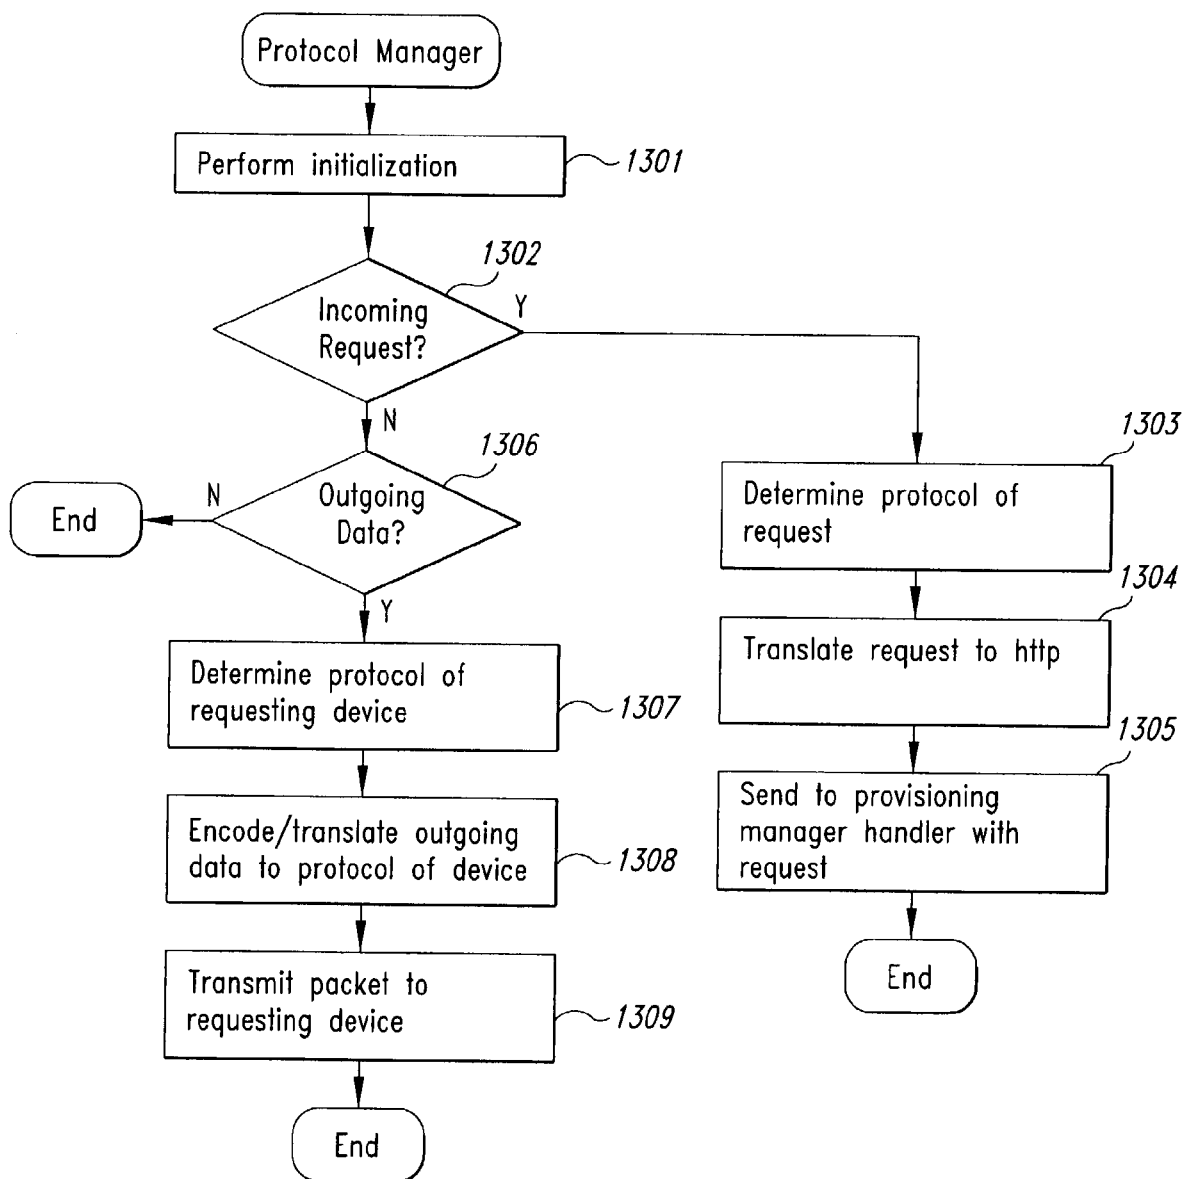 Protocol Manager
Perform initialization
1301
1302
Incoming
Request?
Y
N
1306
Outgoing
Data?
N
End
Y
Determine protocol of
requesting device
1307
Encode/translate outgoing
data to protocol of device
1308
Transmit packet to
requesting device
1309
End
1303
Determine protocol of
request
1304
Translate request to http
1305
Send to provisioning
manager handler with
request
End